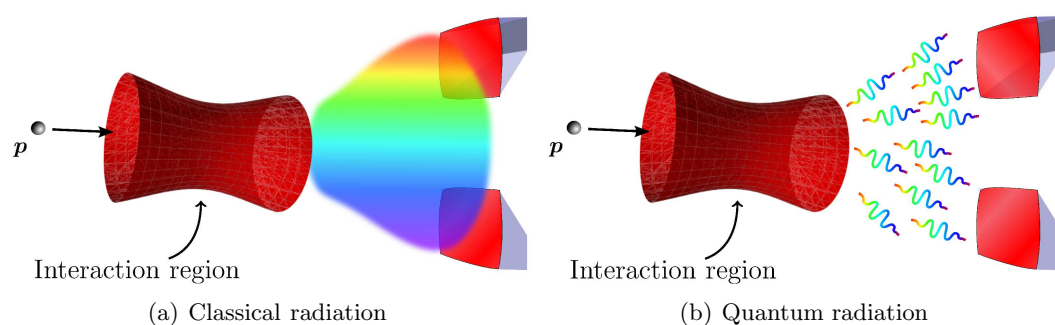 p
Interaction region
(a) Classical radiation
p
Interaction region
(b) Quantum radiation